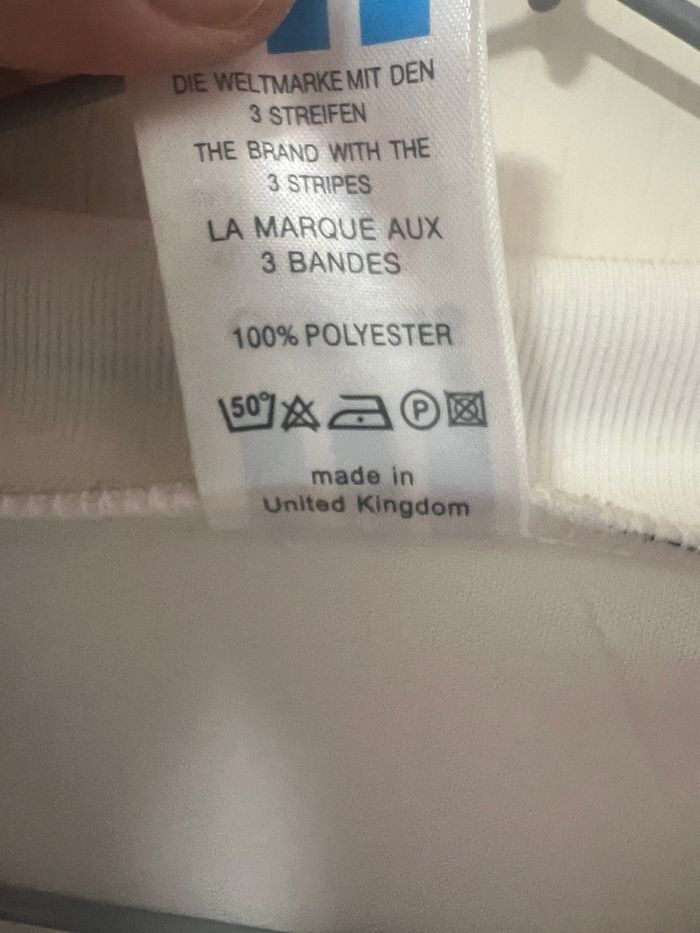 DIE WELTMARKE MIT DEN
3 STREIFEN
THE BRAND WITH THE
3 STRIPES
LA MARQUE AUX
3 BANDES
100% POLYESTER
50° P
made in
United Kingdom